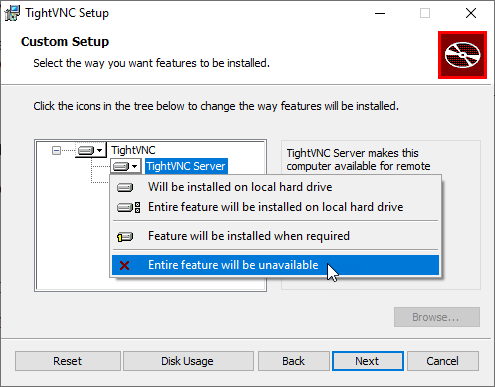 TightVNC Setup
Custom Setup
Select the way you want features to be installed.
Click the icons in the tree below to change the way features will be installed.
TightVNC
TightVNC Server
TightVNC Server makes this
computer available for remote
Will be installed on local hard drive
Entire feature will be installed on local hard drive
Feature will be installed when required
Entire feature will be unavailable
Browse...
Reset
Disk Usage
Back
Next
Cancel